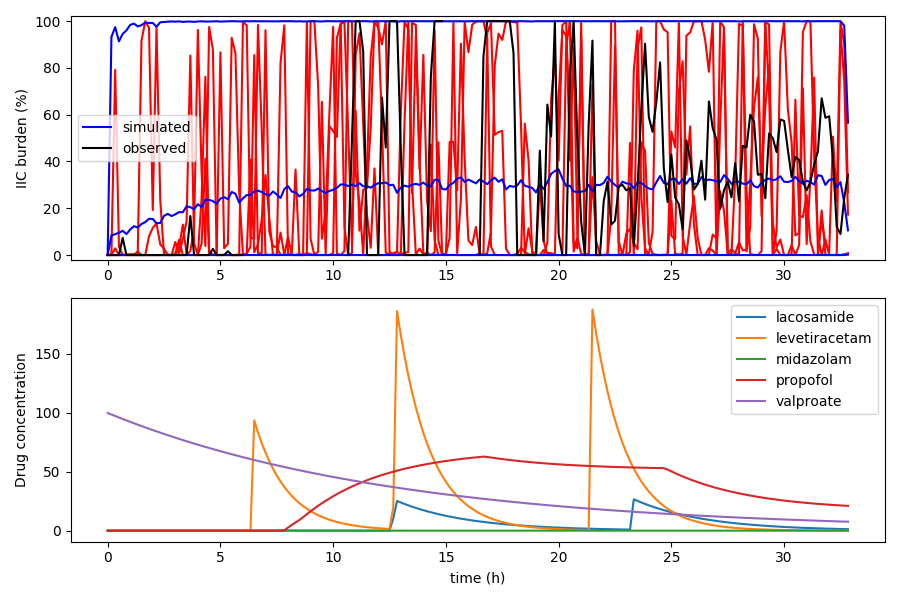 IIC burden (%)
100
80
60
40
20
0
simulated
observed
0 5 10 15 20 25 30
Drug concentration
150
100
50
0
lacosamide
levetiracetam
midazolam
propofol
valproate
0 5 10 15 20 25 30
time (h)